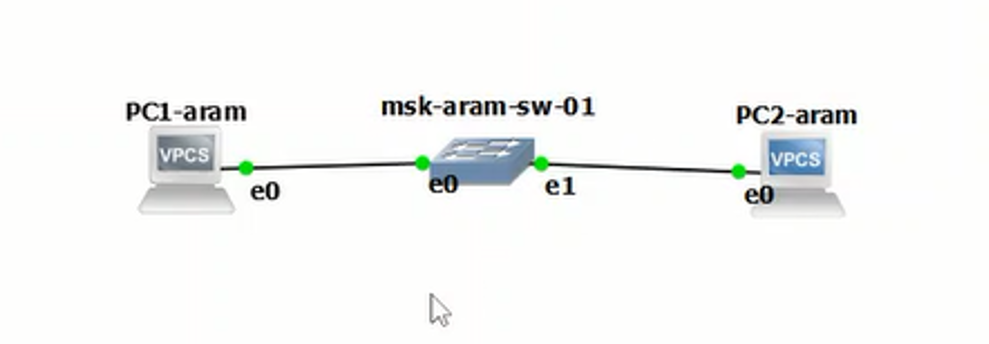 PC1-aram
msk-aram-sw-01
PC2-aram
VPCS
VPCS
e0
e0
e1
e0